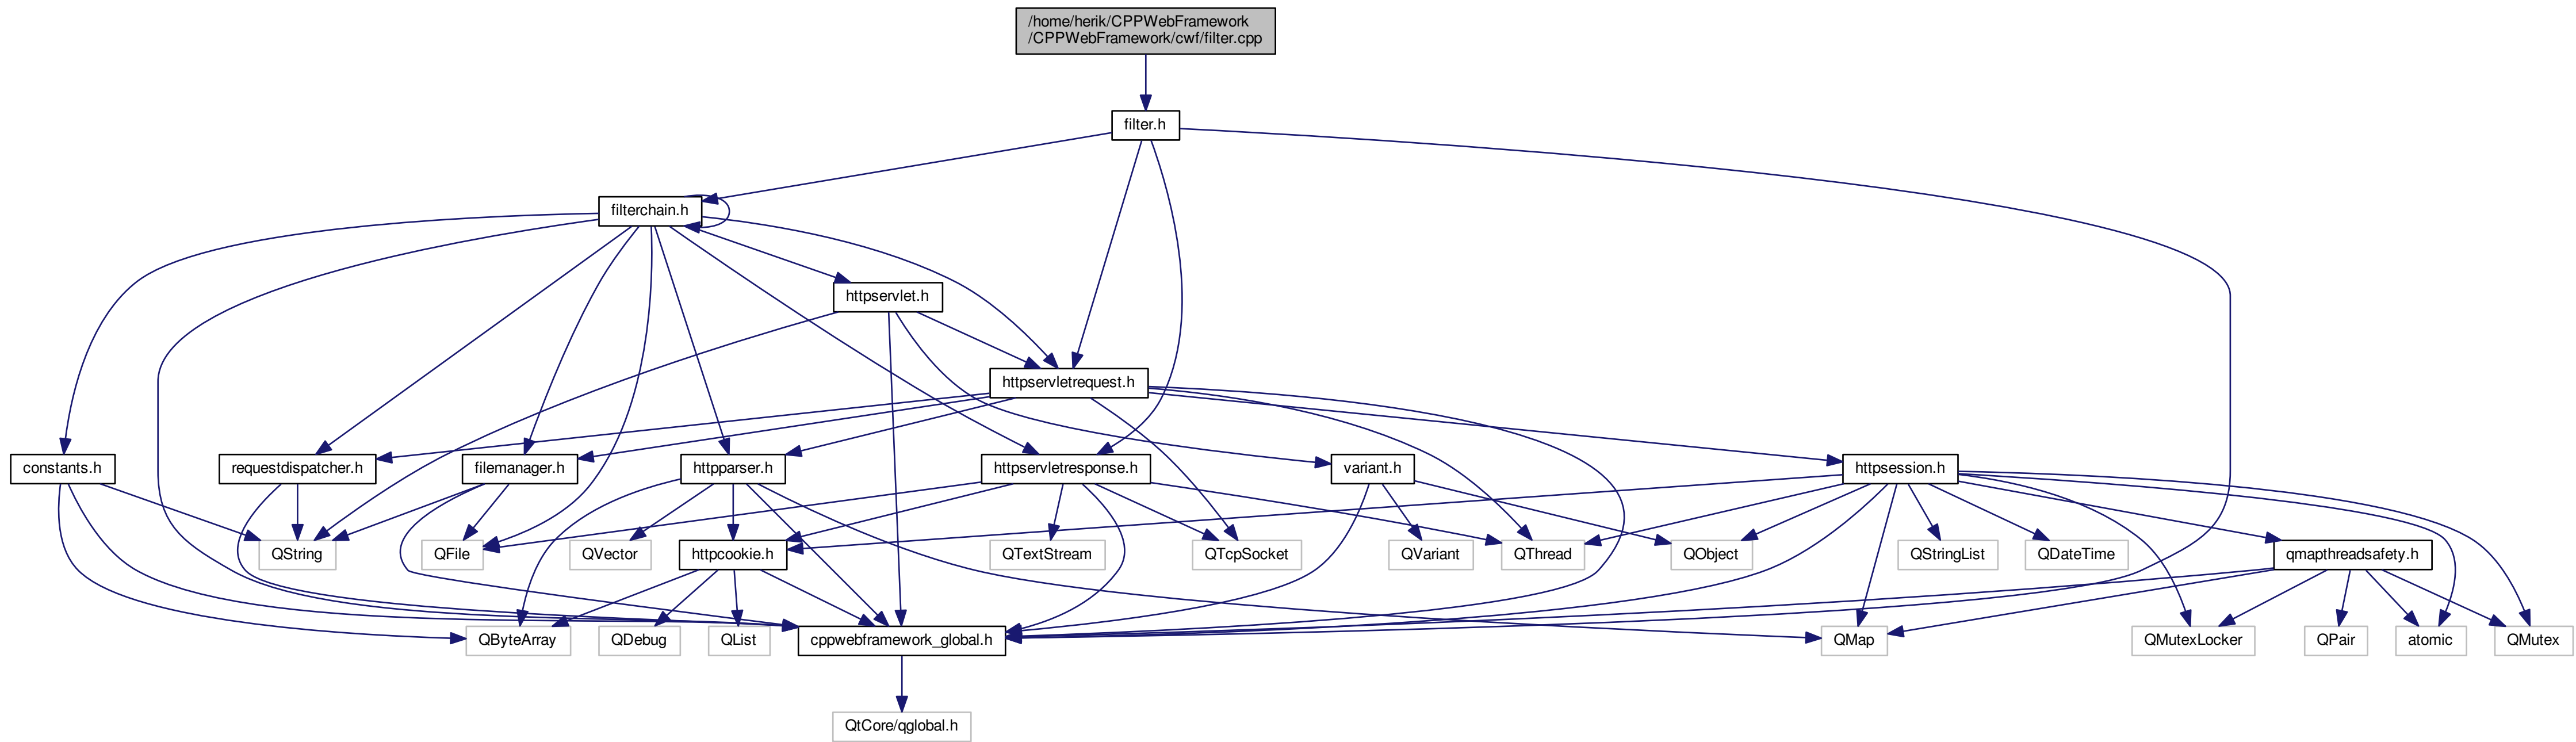 /home/herik/CPPWebFramework
/CPPWebFramework/cwf/filter.cpp
filter.h
filterchain.h
httpservlet.h
httpservletrequest.h
constants.h
requestdispatcher.h
filemanager.h
httpparser.h
httpservletresponse.h
variant.h
httpsession.h
QString
QFile
QVector
httpcookie.h
QTextStream
QTcpSocket
QVariant
QThread
QObject
QStringList
QDateTime
qmapthreadsafety.h
QByteArray
QDebug
QList
cppwebframework_global.h
QMap
QMutexLocker
QPair
atomic
QMutex
QtCore/qglobal.h